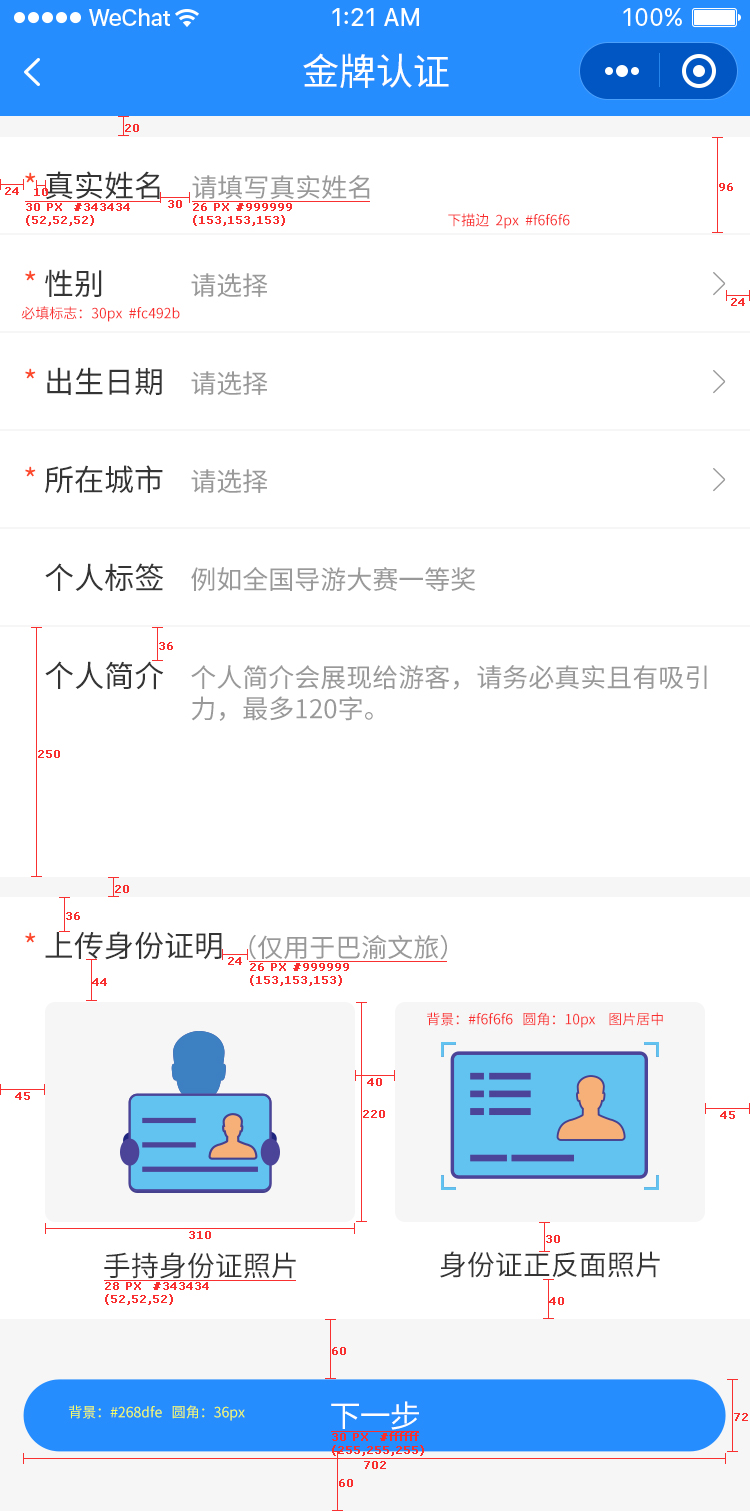 WeChat 1:21 AM 100%
金牌认证
20
* 真实姓名 请填写真实姓名
24 10 30 96
30 PX #343434 26 PX #999999
(52,52,52) (153,153,153) 下描边 2px #f6f6f6
* 性别 请选择
24
必填标志：30px #fc492b
* 出生日期 请选择
* 所在城市 请选择
个人标签 例如全国导游大赛一等奖
36
个人简介 个人简介会展现给游客，请务必真实且有吸引
力，最多120字。
250
20
36
* 上传身份证明 （仅用于巴渝文旅）
24 26 PX #999999
44 (153,153,153)
背景：#f6f6f6 圆角：10px 图片居中
45 40 45
220
310 30
手持身份证照片 身份证正反面照片
28 PX #343434
(52,52,52) 40
60
背景：#268dfe 圆角：36px 下一步 72
30 PX #ffffff
(255,255,255)
702
60